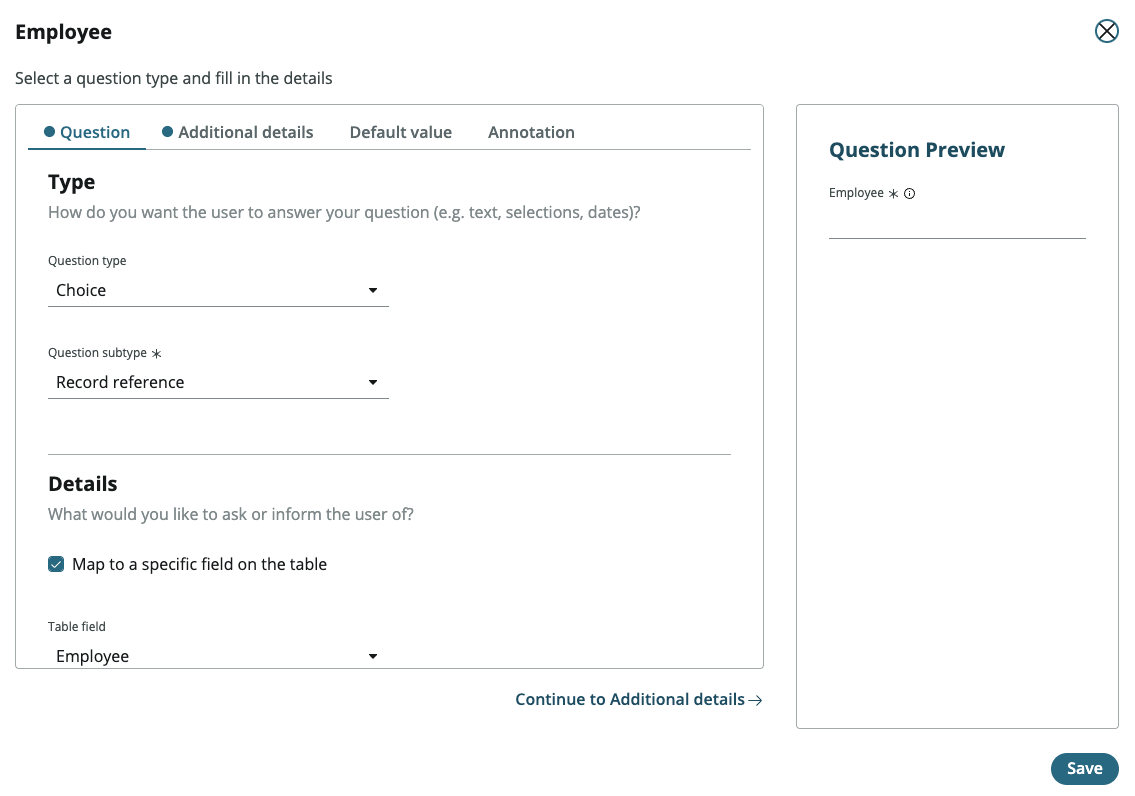 Employee
Select a question type and fill in the details
Question Additional details Default value Annotation
Type
How do you want the user to answer your question (e.g. text, selections, dates)?
Question type
Choice
Question subtype *
Record reference
Details
What would you like to ask or inform the user of?
Map to a specific field on the table
Table field
Employee
Continue to Additional details →
Question Preview
Employee *
Save